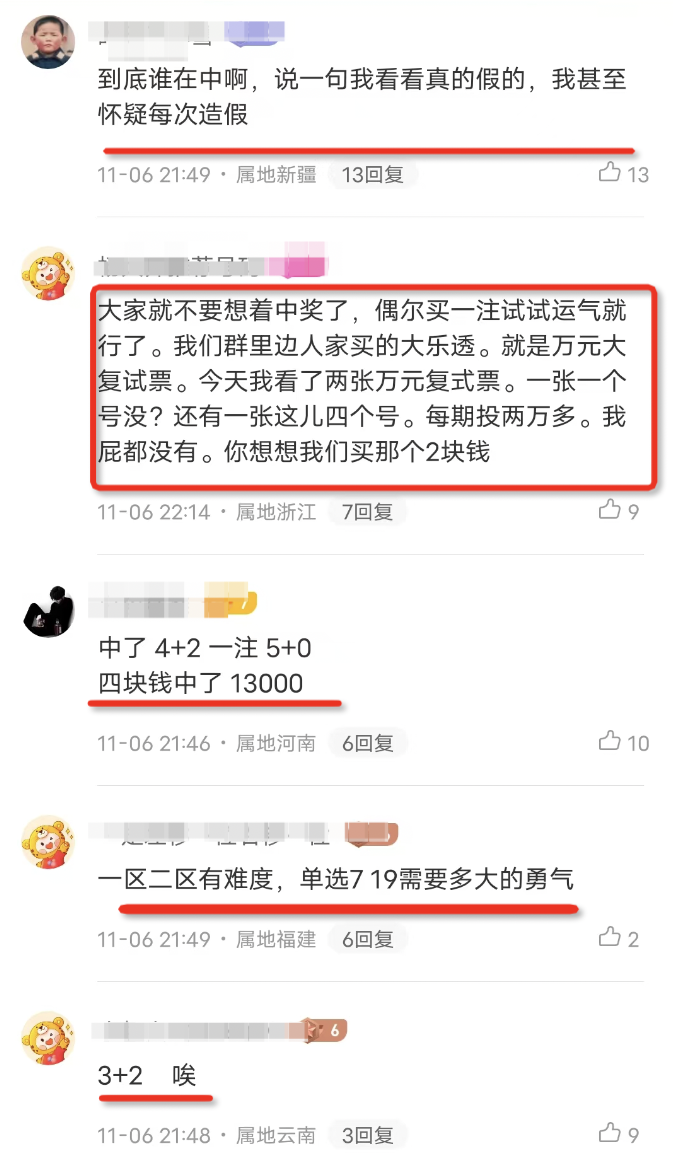 到底谁在中啊，说一句我看看真的假的，我甚至
怀疑每次造假
11-06 21:49 · 属地新疆 13回复 13
大家就不要想着中奖了，偶尔买一注试试运气就
行了。我们群里边人家买的大乐透。就是万元大
复试票。今天我看了两张万元复式票。一张一个
号没？还有一张这儿四个号。每期投两万多。我
屁都没有。你想想我们买那个2块钱
11-06 22:14 · 属地浙江 7回复 9
中了 4+2 一注 5+0
四块钱中了 13000
11-06 21:46 · 属地河南 6回复 10
一区二区有难度，单选7 19需要多大的勇气
11-06 21:49 · 属地福建 6回复 2
6
3+2 唉
11-06 21:48 · 属地云南 3回复 9